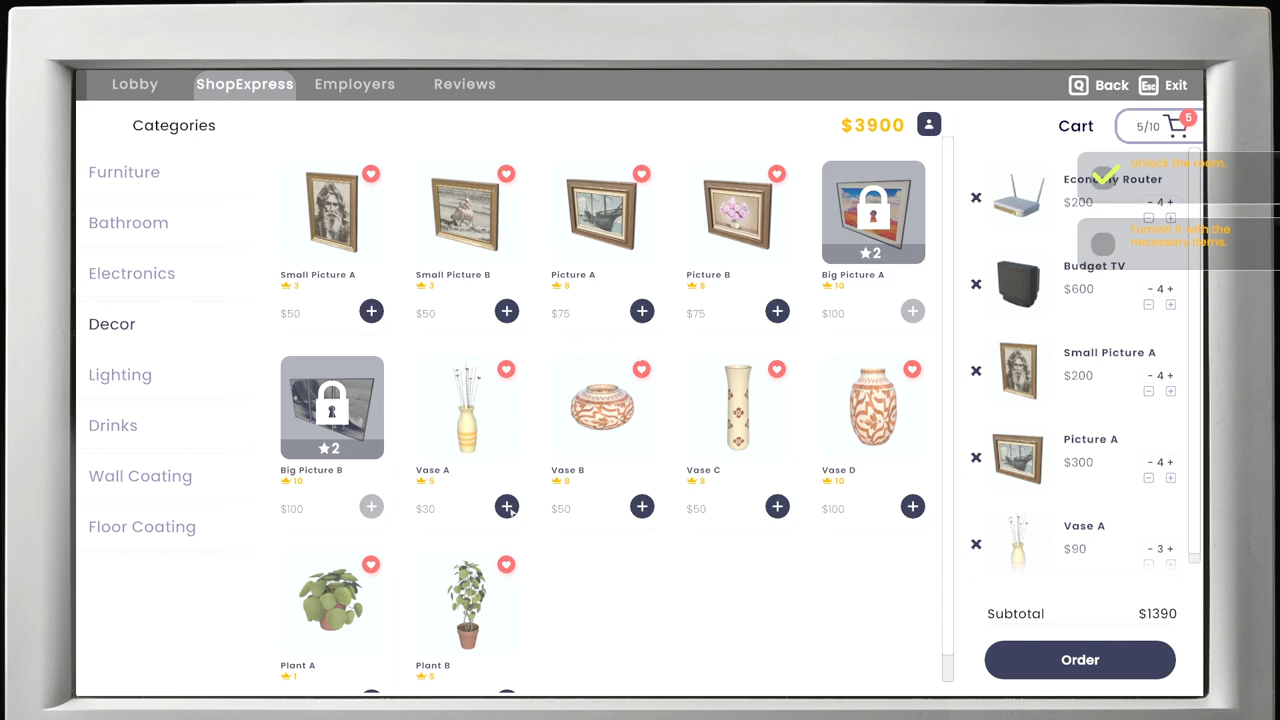 Lobby
ShopExpress
Employers
Reviews
Q Back
Esc Exit
Categories
$3900
Cart
5/10
5
Furniture
Bathroom
Electronics
Decor
Lighting
Drinks
Wall Coating
Floor Coating
Small Picture A
3
$50
Small Picture B
3
$50
Picture A
8
$75
Picture B
8
$75
2
Big Picture A
10
$100
2
Big Picture B
10
$100
Vase A
5
$30
Vase B
8
$50
Vase C
8
$50
Vase D
10
$100
Plant A
1
Plant B
5
Unlock the room.
Economy Router
$200
- 4 +
Furnish it with the
necessary items.
Budget TV
$600
- 4 +
Small Picture A
$200
- 4 +
Picture A
$300
- 4 +
Vase A
$90
- 3 +
Subtotal
$1390
Order